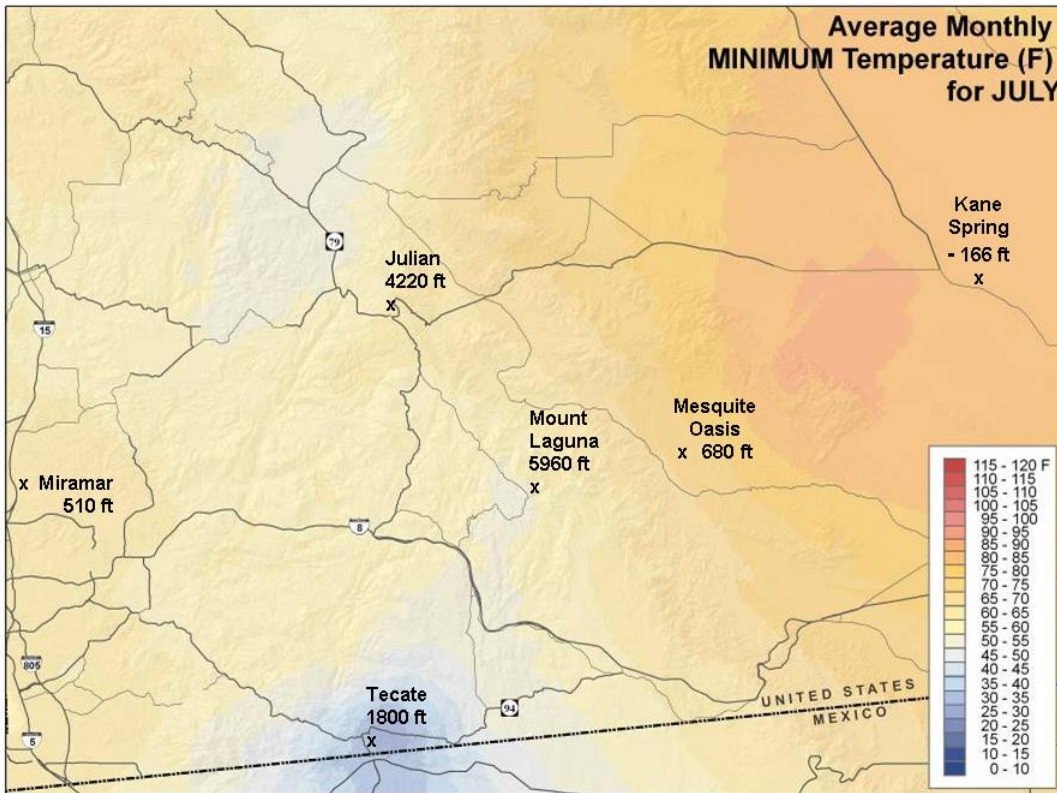 Average Monthly
MINIMUM Temperature (F)
for JULY
Kane
Spring
- 166 ft
x
79
Julian
4220 ft
x
15
Mount
Laguna
5960 ft
x
Mesquite
Oasis
x 680 ft
x Miramar
510 ft
8
805
Tecate
1800 ft
x
94
5
UNITED STATES
MEXICO
115 - 120 F
110 - 115
105 - 110
100 - 105
95 - 100
90 - 95
85 - 90
80 - 85
75 - 80
70 - 75
65 - 70
60 - 65
55 - 60
50 - 55
45 - 50
40 - 45
35 - 40
30 - 35
25 - 30
20 - 25
15 - 20
10 - 15
0 - 10